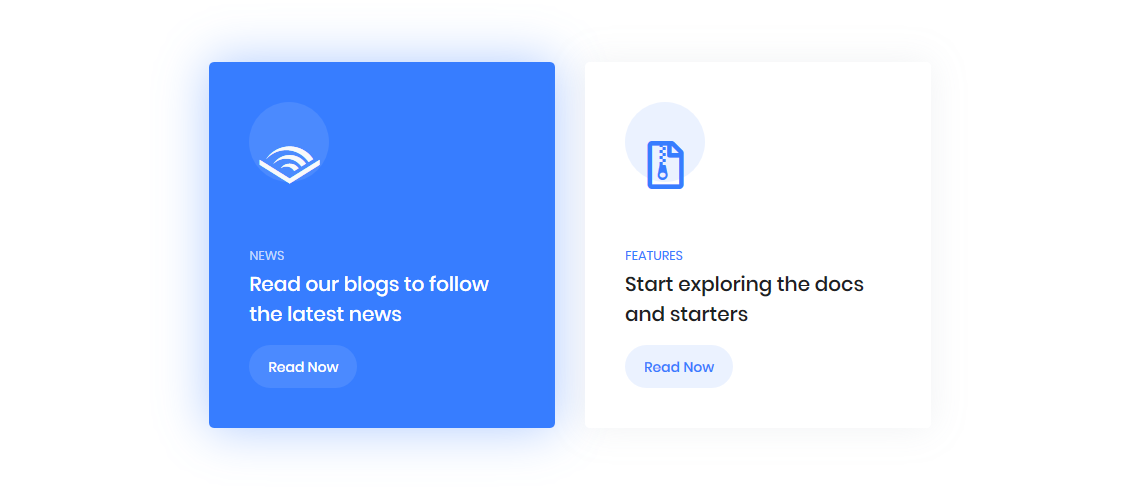 NEWS
Read our blogs to follow
the latest news
Read Now
FEATURES
Start exploring the docs
and starters
Read Now